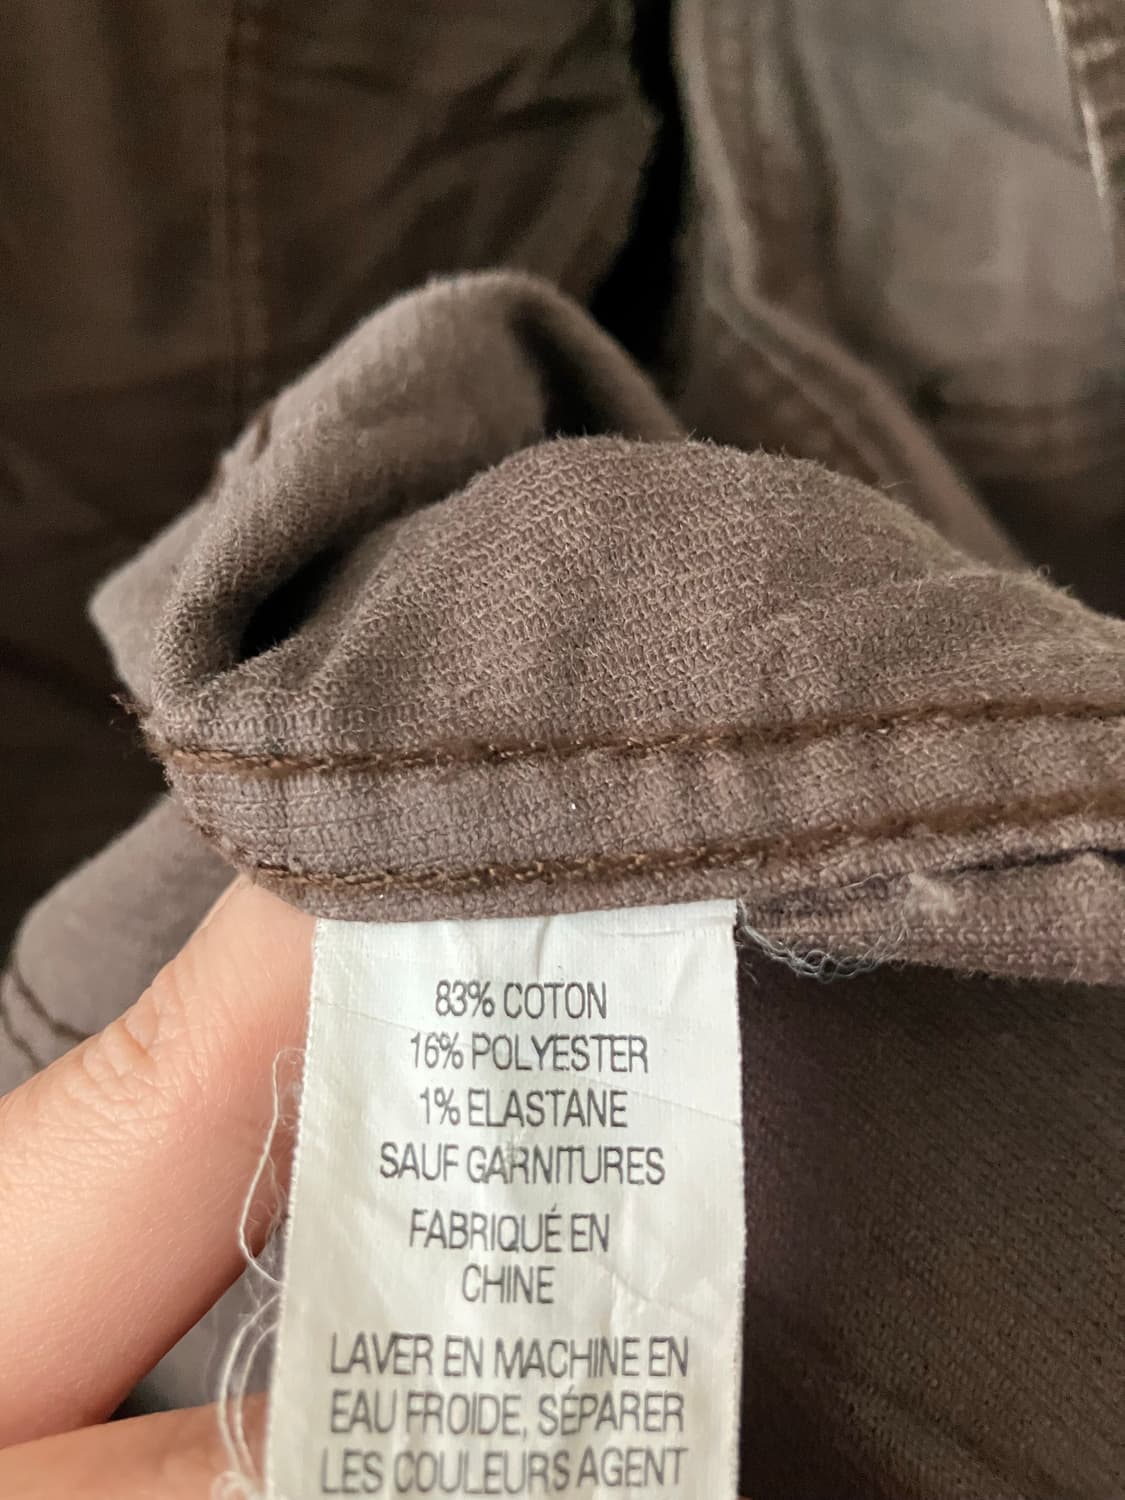 83% COTON
16% POLYESTER
1% ELASTANE
SAUF GARNITURES
FABRIQUÉ EN
CHINE
LAVER EN MACHINE EN
EAU FROIDE, SÉPARER
LES COULEURS AGENT